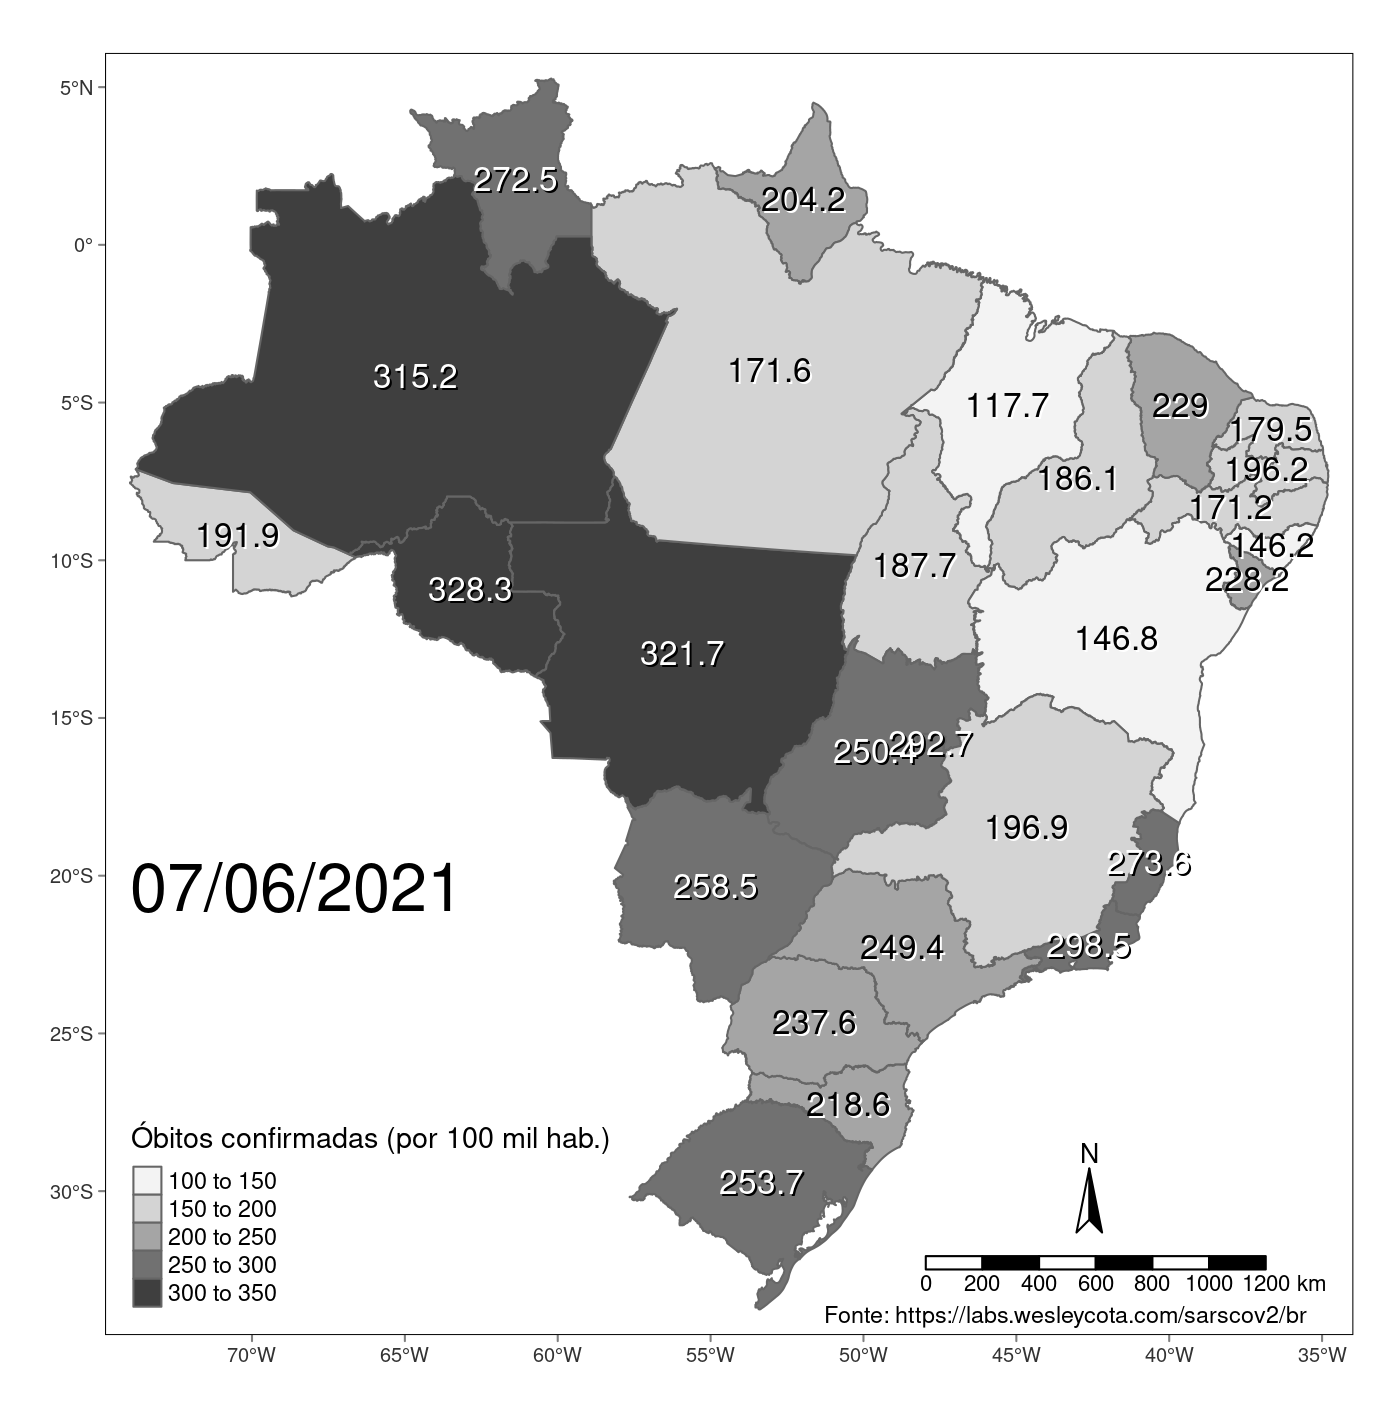 5°N
0°
5°S
10°S
15°S
20°S
25°S
30°S
272.5
204.2
315.2
171.6
117.7
229
179.5
196.2
186.1
171.2
191.9
146.2
187.7
228.2
328.3
146.8
321.7
292.7
250.4
196.9
273.6
07/06/2021
258.5
249.4
298.5
237.6
218.6
253.7
Óbitos confirmadas (por 100 mil hab.)
100 to 150
150 to 200
200 to 250
250 to 300
300 to 350
N
0 200 400 600 800 1000 1200 km
Fonte: https://labs.wesleycota.com/sarscov2/br
70°W 65°W 60°W 55°W 50°W 45°W 40°W 35°W